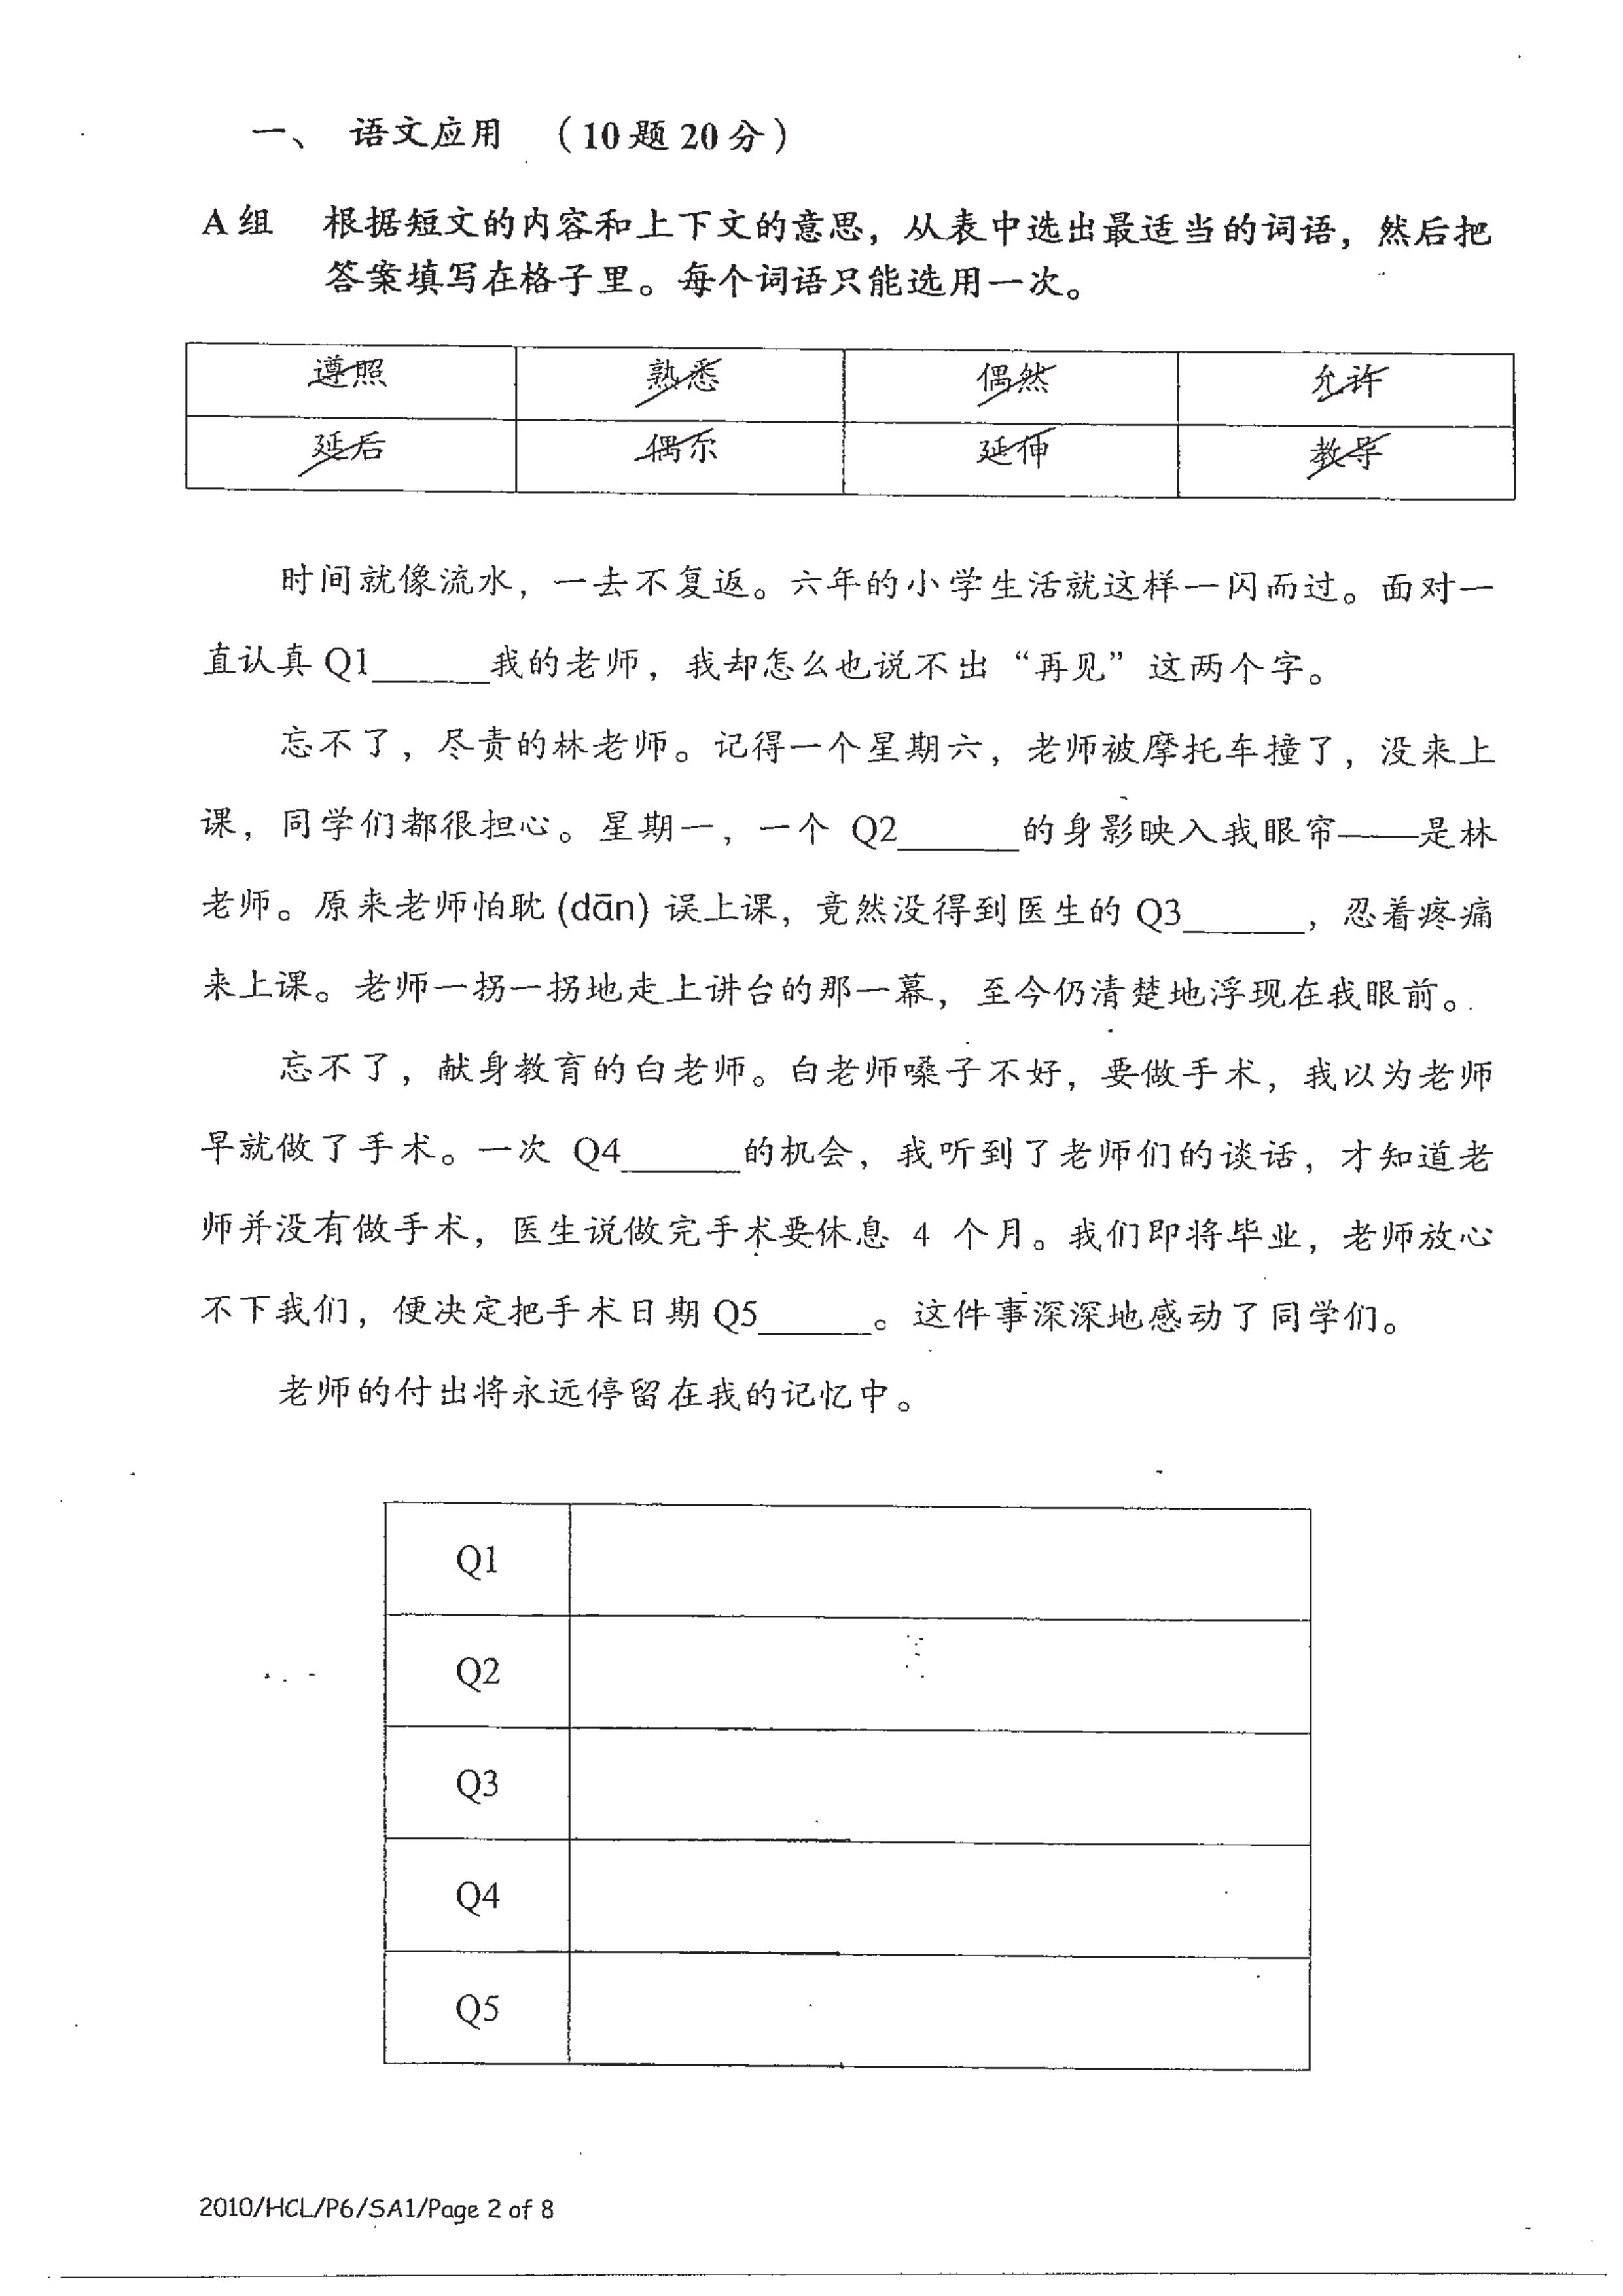 一、 语文应用 （10题20分）
A组 根据短文的内容和上下文的意思，从表中选出最适当的词语，然后把
答案填写在格子里。每个词语只能选用一次。
遵照 熟悉 偶然 允许
延后 偶尔 延伸 教导
时间就像流水，一去不复返。六年的小学生活就这样一闪而过。面对一
直认真Q1______我的老师，我却怎么也说不出“再见”这两个字。
忘不了，尽责的林老师。记得一个星期六，老师被摩托车撞了，没来上
课，同学们都很担心。星期一，一个 Q2______的身影映入我眼帘——是林
老师。原来老师怕耽 (dān) 误上课，竟然没得到医生的 Q3______，忍着疼痛
来上课。老师一拐一拐地走上讲台的那一幕，至今仍清楚地浮现在我眼前。
忘不了，献身教育的白老师。白老师嗓子不好，要做手术，我以为老师
早就做了手术。一次 Q4______的机会，我听到了老师们的谈话，才知道老
师并没有做手术，医生说做完手术要休息 4 个月。我们即将毕业，老师放心
不下我们，便决定把手术日期 Q5______。这件事深深地感动了同学们。
老师的付出将永远停留在我的记忆中。
Q1
Q2
Q3
Q4
Q5
2010/HCL/P6/SA1/Page 2 of 8